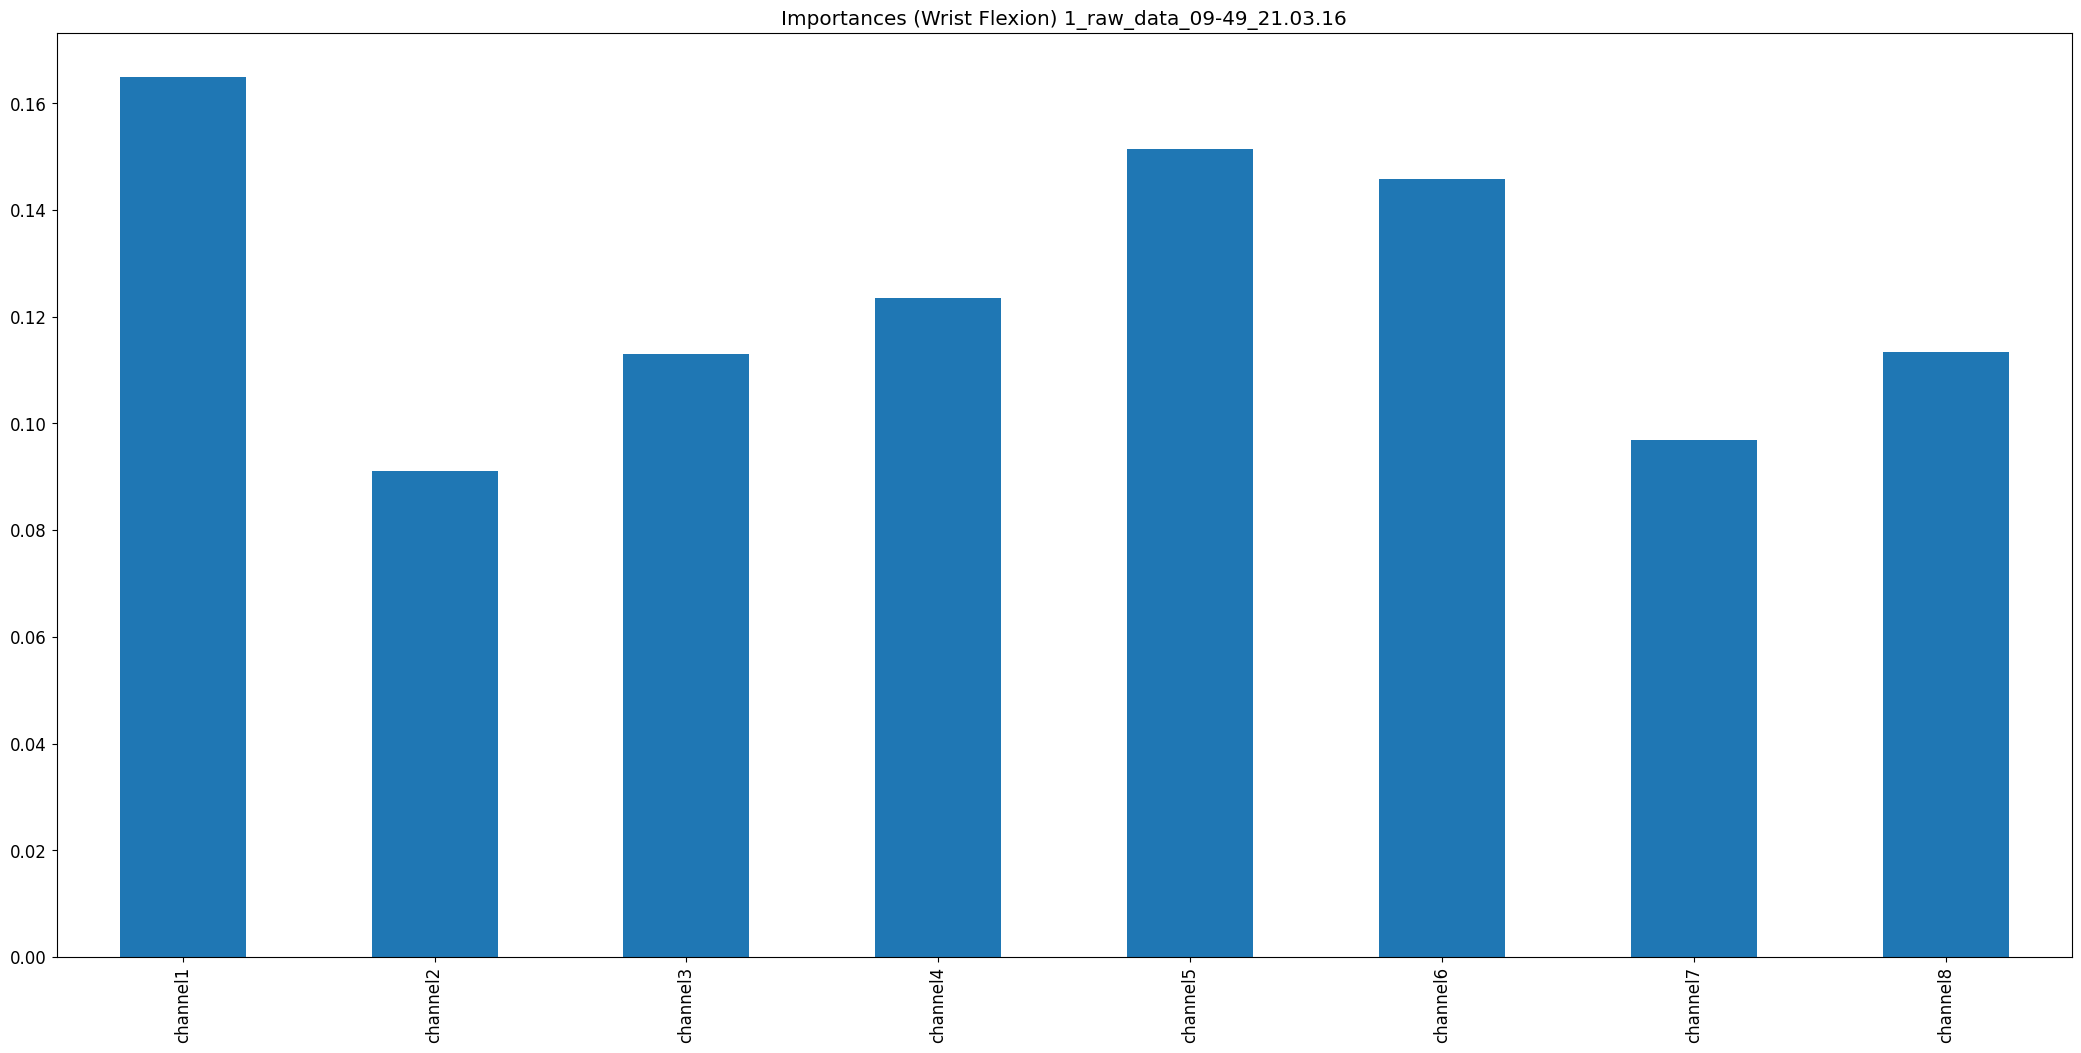 Importances (Wrist Flexion) 1_raw_data_09-49_21.03.16
0.16
0.14
0.12
0.10
0.08
0.06
0.04
0.02
0.00
channel1
channel2
channel3
channel4
channel5
channel6
channel7
channel8